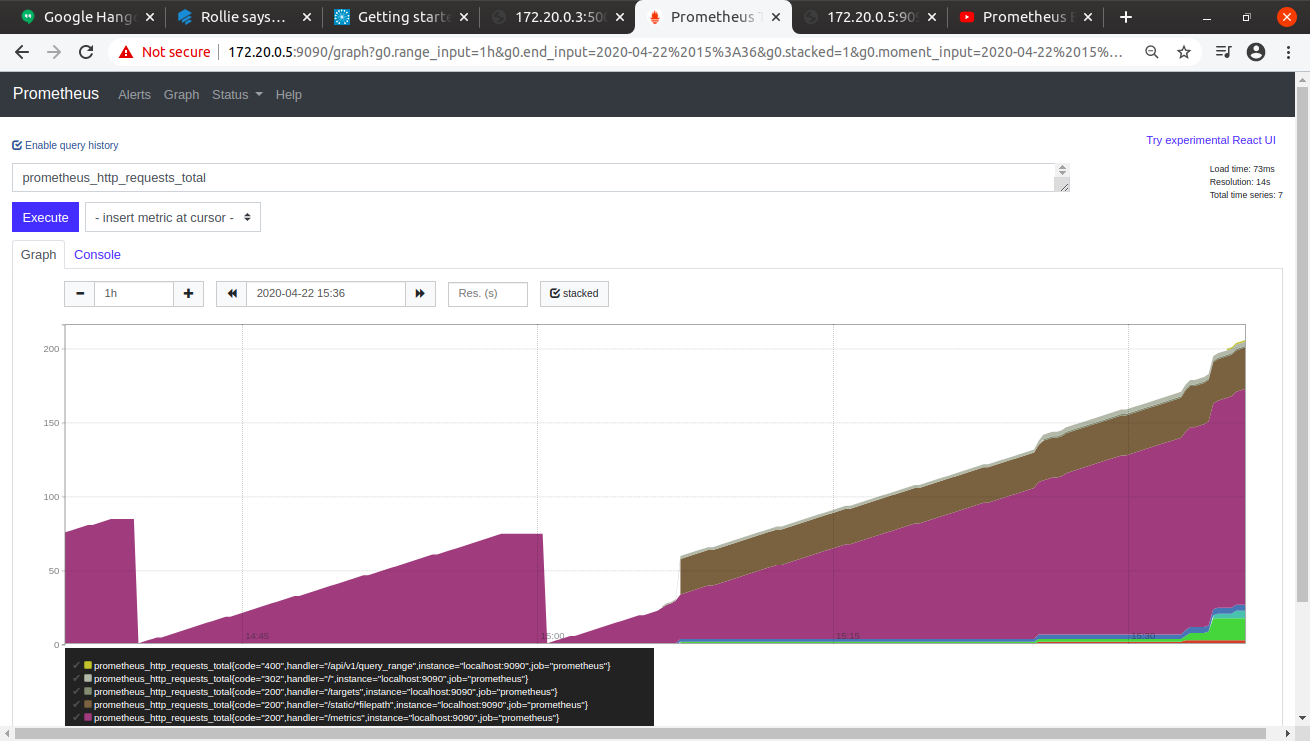 Google Hang
Rollie says...
Getting starte
172.20.0.3:500
Prometheus T
172.20.0.5:909
Prometheus E
Not secure
172.20.0.5:9090/graph?g0.range_input=1h&g0.end_input=2020-04-22%2015%3A36&g0.stacked=1&g0.moment_input=2020-04-22%2015%...
Prometheus Alerts Graph Status Help
Enable query history
Try experimental React UI
prometheus_http_requests_total
Load time: 73ms
Resolution: 14s
Total time series: 7
Execute
- insert metric at cursor -
Graph Console
1h
2020-04-22 15:36
Res. (s)
stacked
200
150
100
50
0
14:45 15:00 15:15 15:30
prometheus_http_requests_total{code="400",handler="/api/v1/query_range",instance="localhost:9090",job="prometheus"}
prometheus_http_requests_total{code="302",handler="/",instance="localhost:9090",job="prometheus"}
prometheus_http_requests_total{code="200",handler="/targets",instance="localhost:9090",job="prometheus"}
prometheus_http_requests_total{code="200",handler="/static/*filepath",instance="localhost:9090",job="prometheus"}
prometheus_http_requests_total{code="200",handler="/metrics",instance="localhost:9090",job="prometheus"}